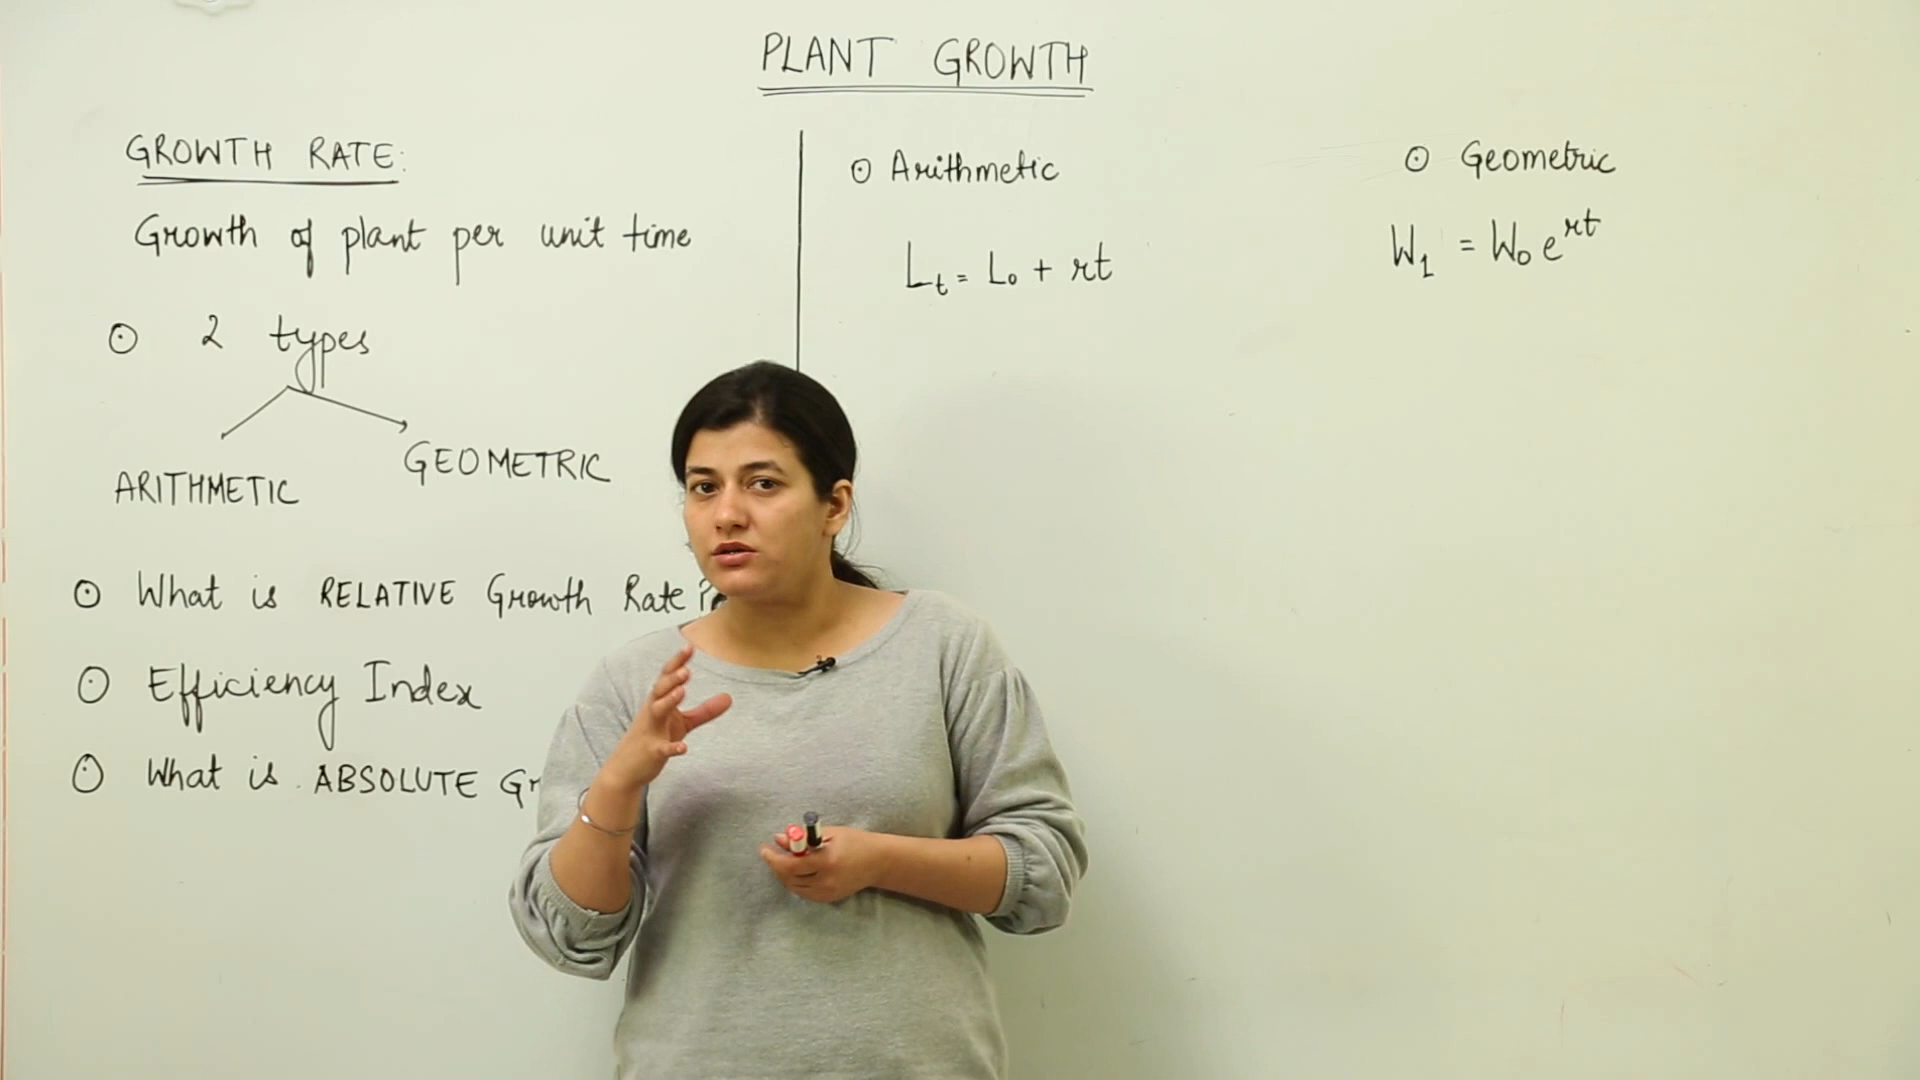 PLANT GROWTH
GROWTH RATE:
Growth of plant per unit time
2 types
ARITHMETIC
GEOMETRIC
What is RELATIVE Growth Rate ?
Efficiency Index
What is ABSOLUTE Gr
Arithmetic
Lt = L0 + rt
Geometric
W1 = W0 e^rt